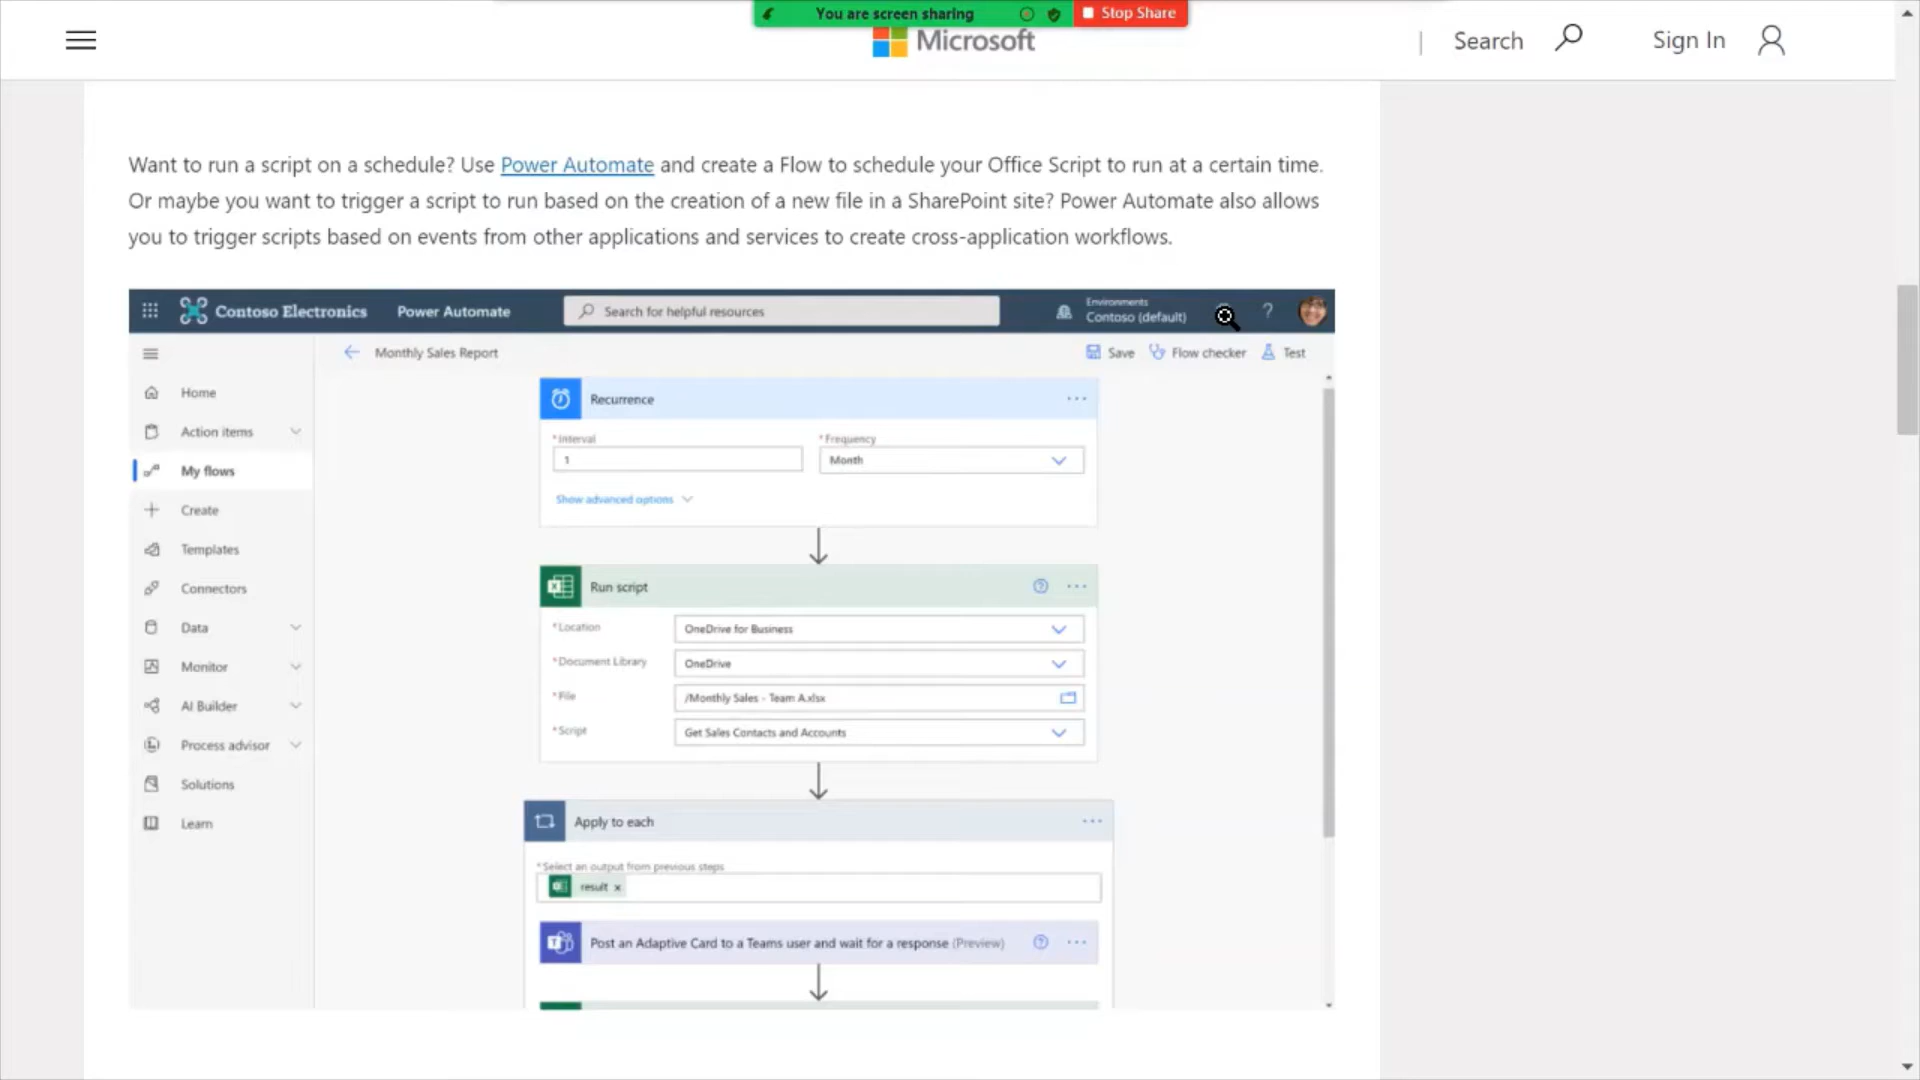 You are screen sharing
Stop Share
Microsoft
Search
Sign In
Want to run a script on a schedule? Use Power Automate and create a Flow to schedule your Office Script to run at a certain time.
Or maybe you want to trigger a script to run based on the creation of a new file in a SharePoint site? Power Automate also allows
you to trigger scripts based on events from other applications and services to create cross-application workflows.
Contoso Electronics
Power Automate
Search for helpful resources
Environments
Contoso (default)
?
Monthly Sales Report
Save
Flow checker
Test
Home
Action items
My flows
Create
Templates
Connectors
Data
Monitor
AI Builder
Process advisor
Solutions
Learn
Recurrence
*Interval
*Frequency
1
Month
Show advanced options
Run script
*Location
OneDrive for Business
*Document Library
OneDrive
*File
/Monthly Sales - Team A.xlsx
*Script
Get Sales Contacts and Accounts
Apply to each
*Select an output from previous steps
result x
Post an Adaptive Card to a Teams user and wait for a response (Preview)